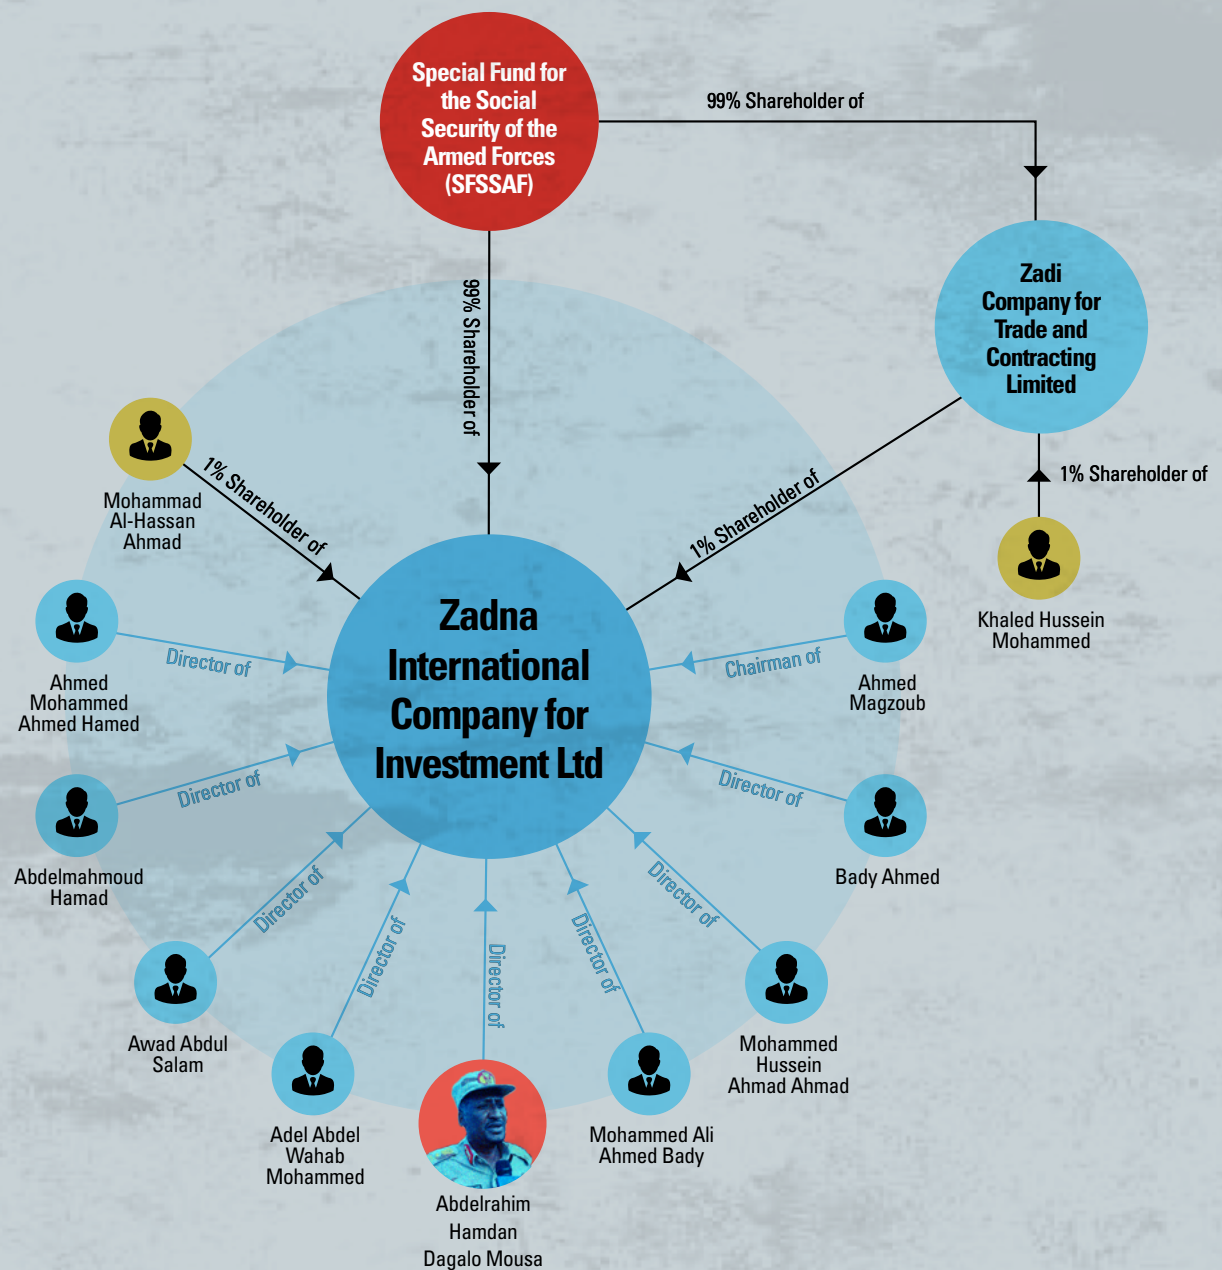 Special Fund for
the Social
Security of the
Armed Forces
(SFSSAF)
99% Shareholder of
99% Shareholder of
Zadi
Company for
Trade and
Contracting
Limited
Mohammad
Al-Hassan
Ahmad
1% Shareholder of
1% Shareholder of
1% Shareholder of
Khaled Hussein
Mohammed
Zadna
International
Company for
Investment Ltd
Ahmed
Mohammed
Ahmed Hamed
Director of
Chairman of
Ahmed
Magzoub
Abdelmahmoud
Hamad
Director of
Director of
Bady Ahmed
Awad Abdul
Salam
Director of
Adel Abdel
Wahab
Mohammed
Director of
Director of
Abdelrahim
Hamdan
Dagalo Mousa
Director of
Mohammed Ali
Ahmed Bady
Director of
Mohammed
Hussein
Ahmad Ahmad